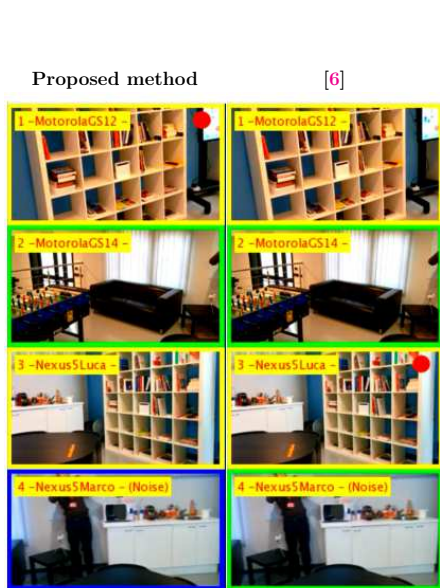 Proposed method [6]
1 -MotorolaGS12 - 1 -MotorolaGS12 -
2 -MotorolaGS14 - 2 -MotorolaGS14 -
3 -Nexus5Luca - 3 -Nexus5Luca -
4 -Nexus5Marco - (Noise) 4 -Nexus5Marco - (Noise)